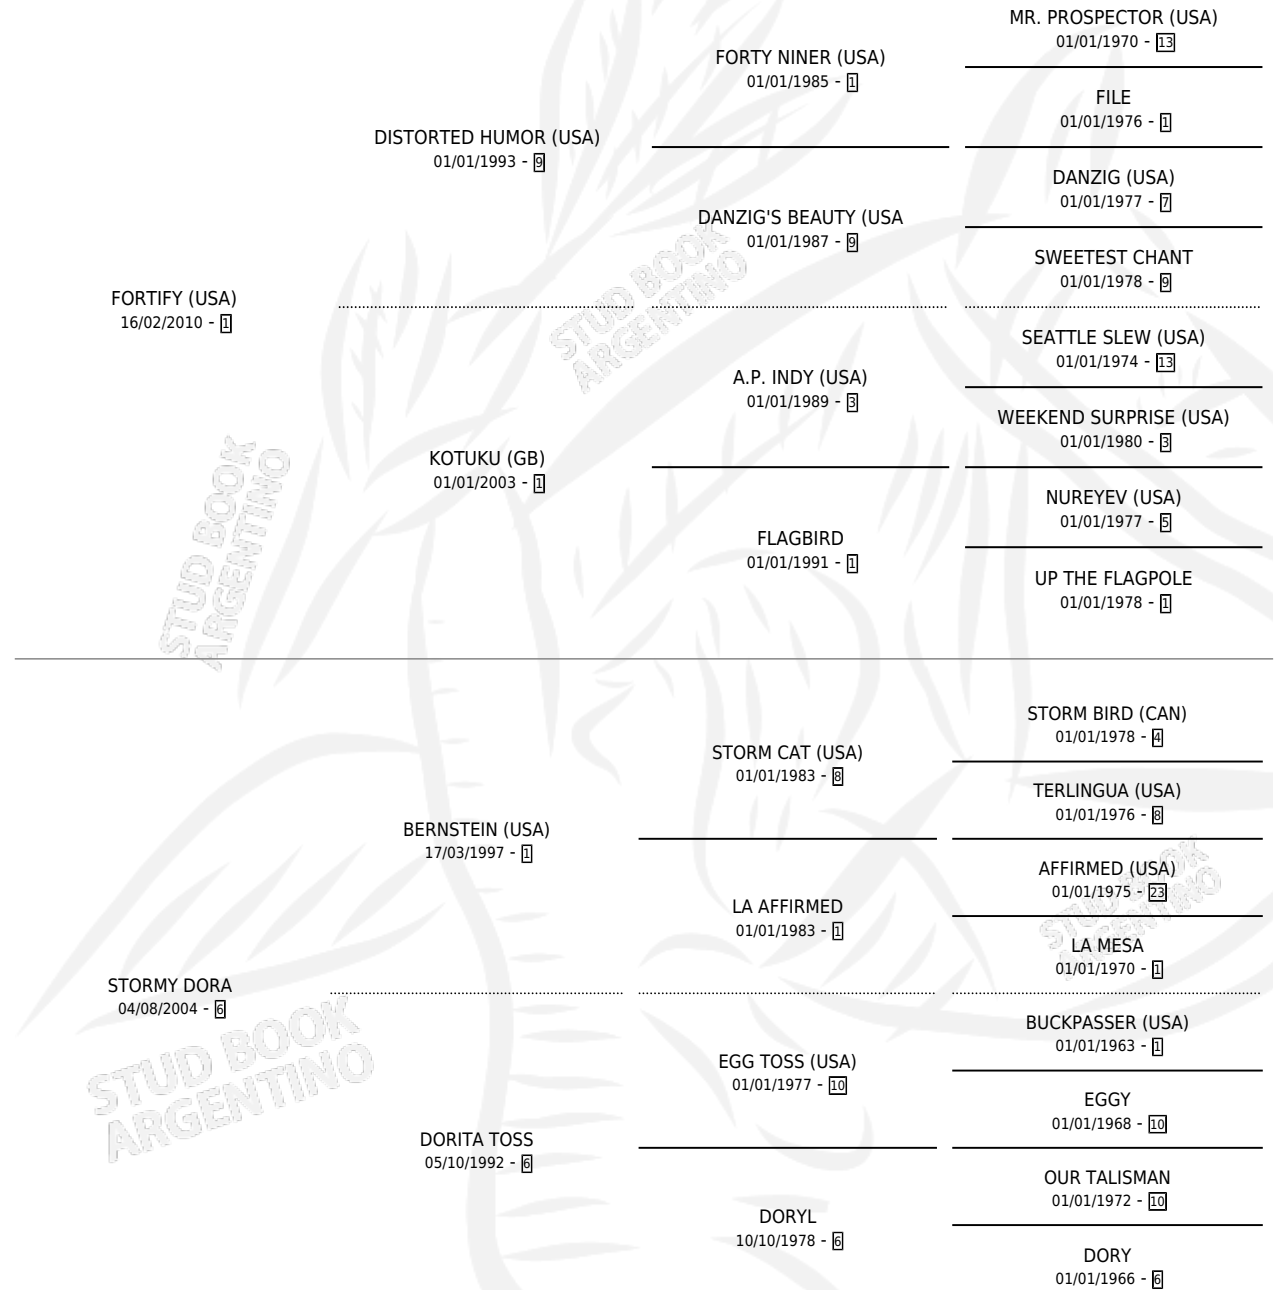 MR. PROSPECTOR (USA)
01/01/1970 - 13
FORTY NINER (USA)
01/01/1985 - 1
FILE
01/01/1976 - 1
DISTORTED HUMOR (USA)
01/01/1993 - 9
DANZIG (USA)
01/01/1977 - 7
DANZIG'S BEAUTY (USA
01/01/1987 - 9
SWEETEST CHANT
01/01/1978 - 9
FORTIFY (USA)
16/02/2010 - 1
SEATTLE SLEW (USA)
01/01/1974 - 13
A.P. INDY (USA)
01/01/1989 - 3
WEEKEND SURPRISE (USA)
01/01/1980 - 3
KOTUKU (GB)
01/01/2003 - 1
NUREYEV (USA)
01/01/1977 - 5
FLAGBIRD
01/01/1991 - 1
UP THE FLAGPOLE
01/01/1978 - 1
STUD BOOK
ARGENTINO
STUD BOOK
ARGENTINO
STORM BIRD (CAN)
01/01/1978 - 4
STORM CAT (USA)
01/01/1983 - 8
TERLINGUA (USA)
01/01/1976 - 8
BERNSTEIN (USA)
17/03/1997 - 1
AFFIRMED (USA)
01/01/1975 - 23
LA AFFIRMED
01/01/1983 - 1
LA MESA
01/01/1970 - 1
STORMY DORA
04/08/2004 - 6
BUCKPASSER (USA)
01/01/1963 - 1
EGG TOSS (USA)
01/01/1977 - 10
EGGY
01/01/1968 - 10
DORITA TOSS
05/10/1992 - 6
OUR TALISMAN
01/01/1972 - 10
DORYL
10/10/1978 - 6
DORY
01/01/1966 - 6
STUD BOOK
ARGENTINO
STUD BOOK
ARGENTINO